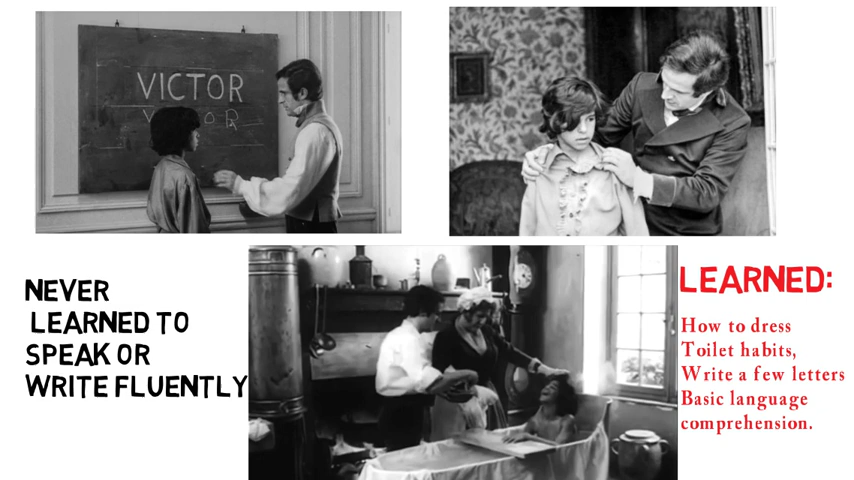 VICTOR
NEVER
LEARNED TO
SPEAK OR
WRITE FLUENTLY
LEARNED:
How to dress
Toilet habits,
Write a few letters
Basic language
comprehension.